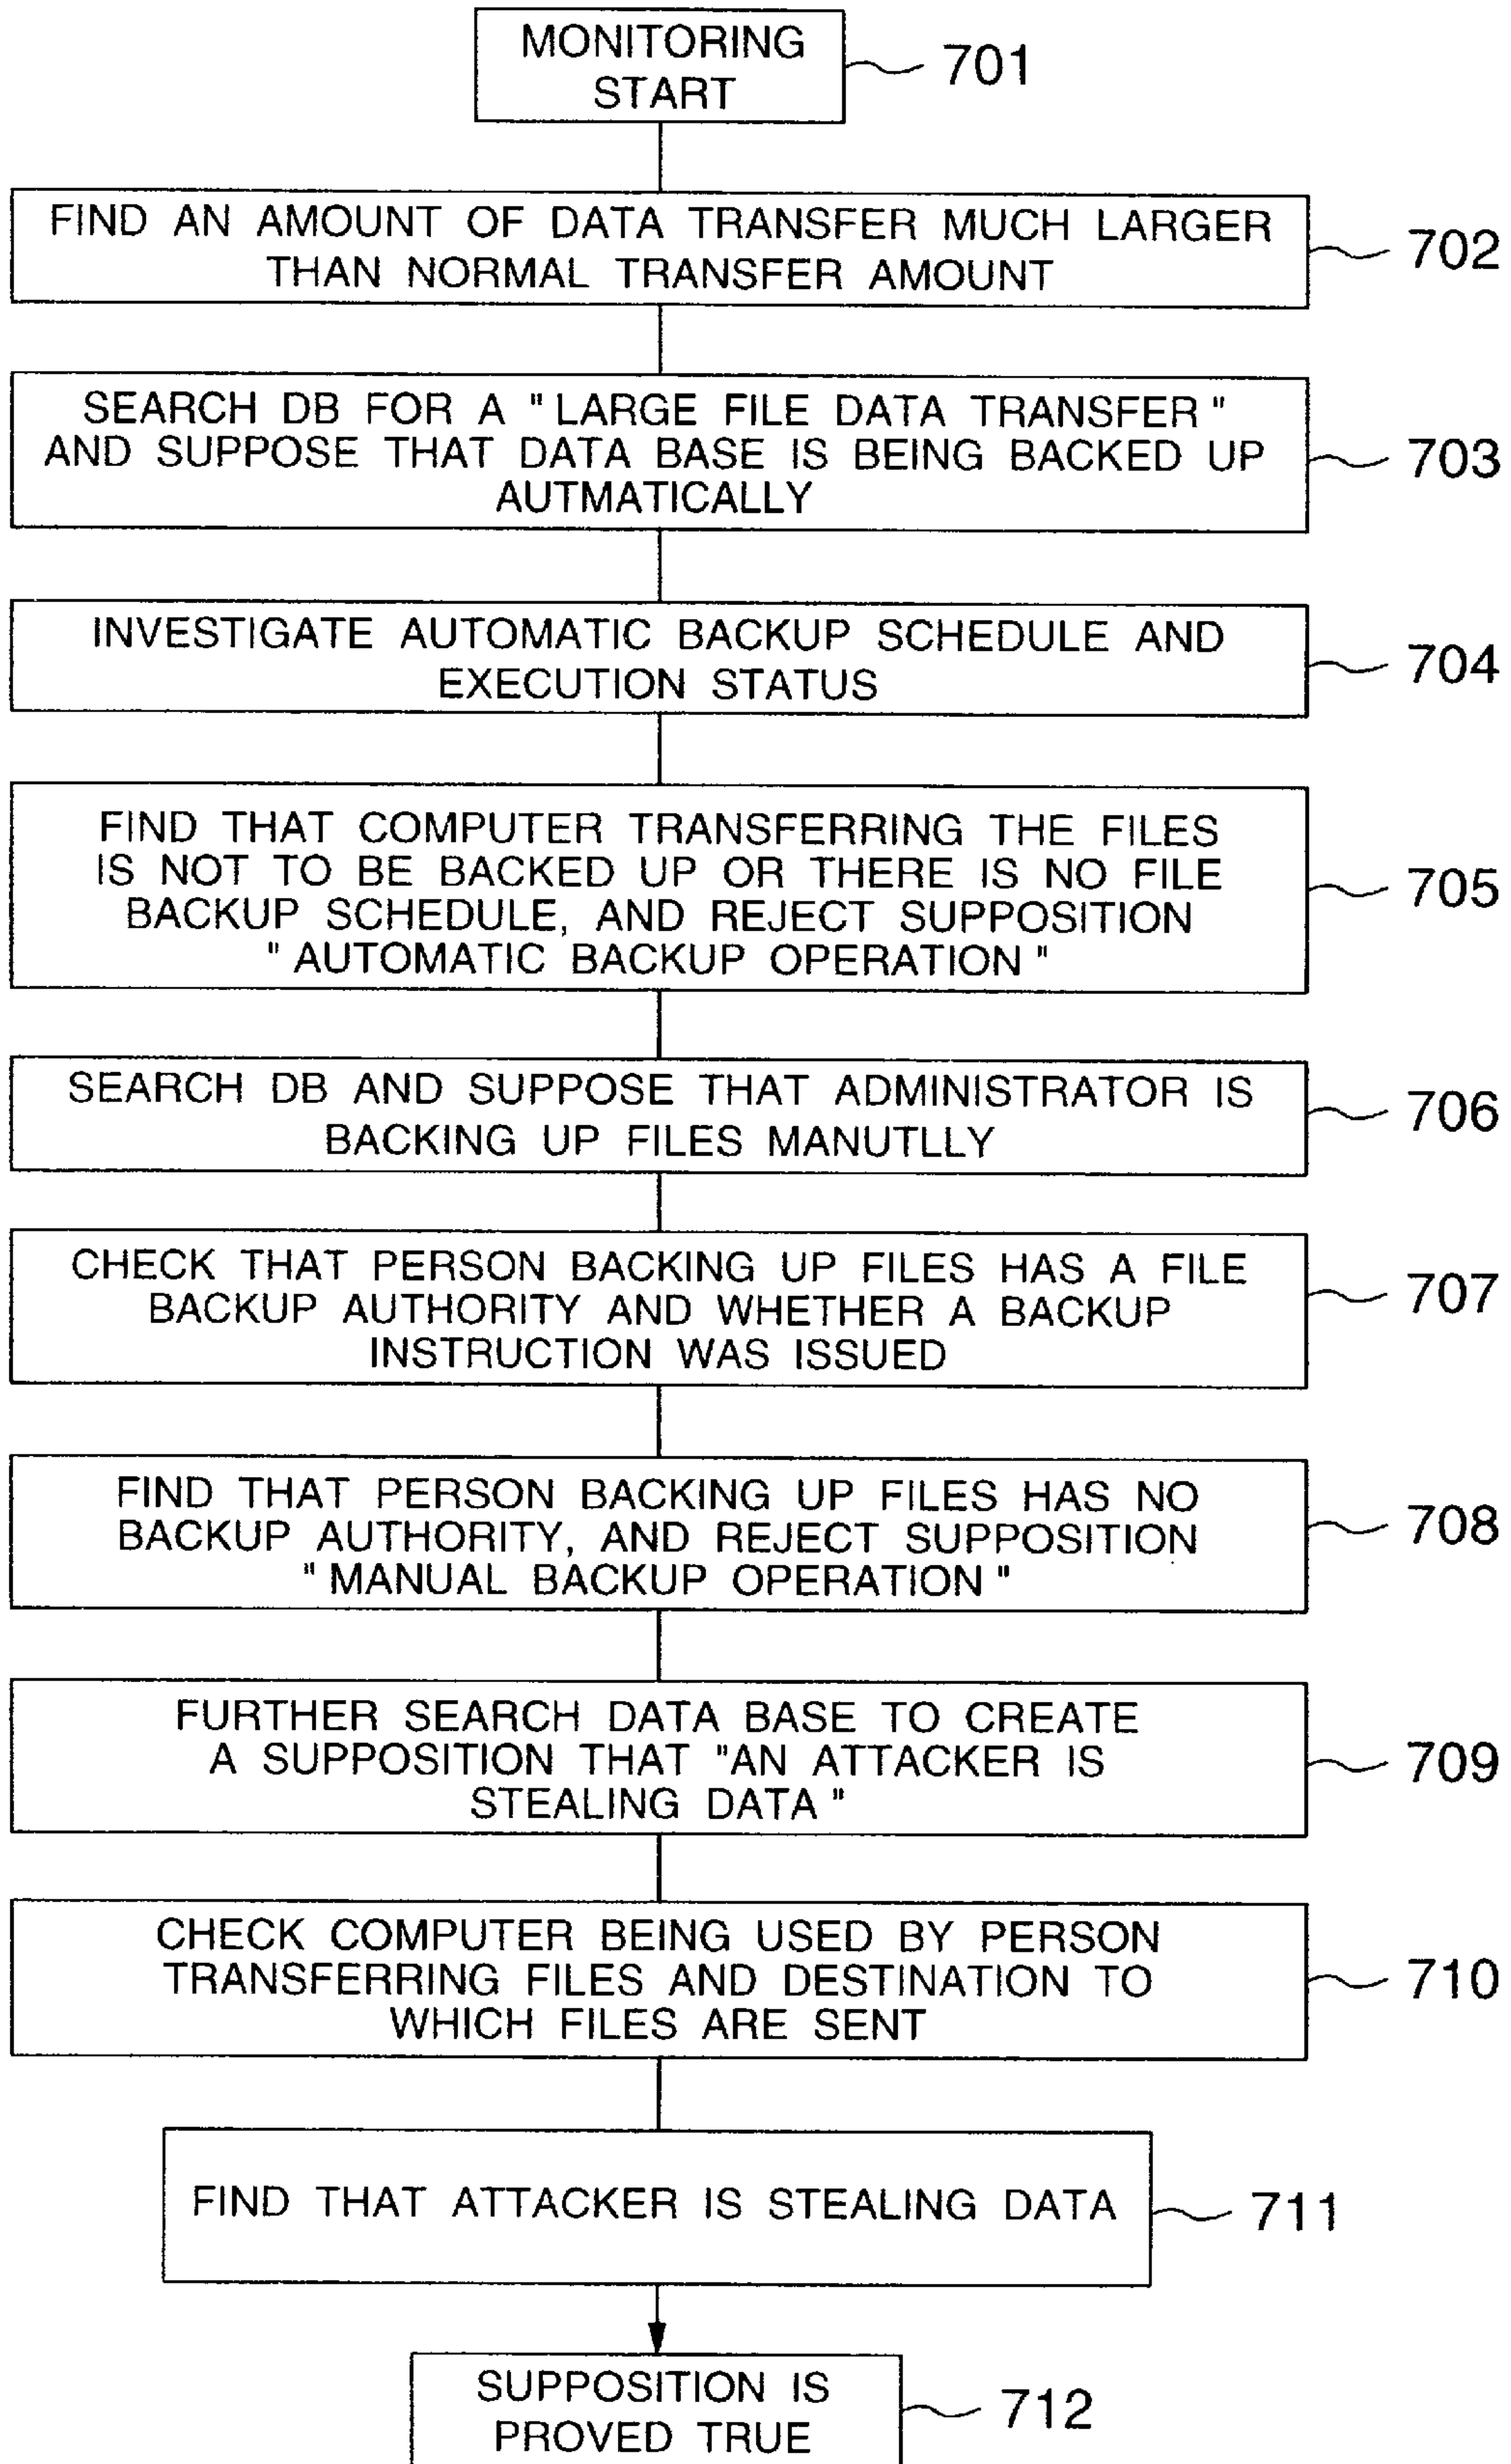 MONITORING
START
701
FIND AN AMOUNT OF DATA TRANSFER MUCH LARGER
THAN NORMAL TRANSFER AMOUNT
702
SEARCH DB FOR A "LARGE FILE DATA TRANSFER"
AND SUPPOSE THAT DATA BASE IS BEING BACKED UP
AUTMATICALLY
703
INVESTIGATE AUTOMATIC BACKUP SCHEDULE AND
EXECUTION STATUS
704
FIND THAT COMPUTER TRANSFERRING THE FILES
IS NOT TO BE BACKED UP OR THERE IS NO FILE
BACKUP SCHEDULE, AND REJECT SUPPOSITION
"AUTOMATIC BACKUP OPERATION"
705
SEARCH DB AND SUPPOSE THAT ADMINISTRATOR IS
BACKING UP FILES MANUTLLY
706
CHECK THAT PERSON BACKING UP FILES HAS A FILE
BACKUP AUTHORITY AND WHETHER A BACKUP
INSTRUCTION WAS ISSUED
707
FIND THAT PERSON BACKING UP FILES HAS NO
BACKUP AUTHORITY, AND REJECT SUPPOSITION
"MANUAL BACKUP OPERATION"
708
FURTHER SEARCH DATA BASE TO CREATE
A SUPPOSITION THAT "AN ATTACKER IS
STEALING DATA"
709
CHECK COMPUTER BEING USED BY PERSON
TRANSFERRING FILES AND DESTINATION TO
WHICH FILES ARE SENT
710
FIND THAT ATTACKER IS STEALING DATA
711
SUPPOSITION IS
PROVED TRUE
712